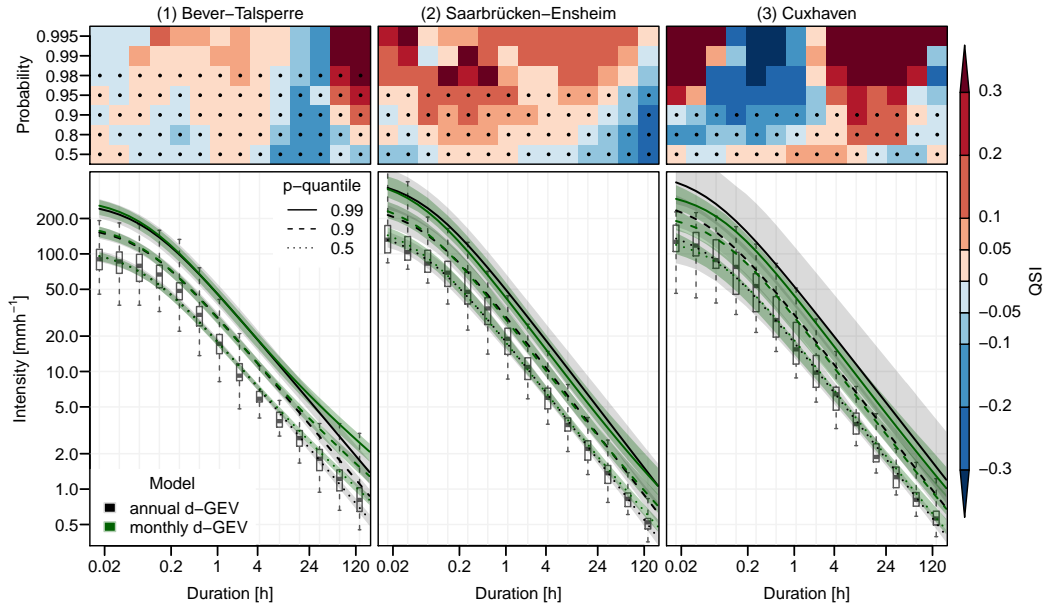 (1) Bever−Talsperre
(2) Saarbrücken−Ensheim
(3) Cuxhaven
Probability
0.995
0.99
0.98
0.95
0.9
0.8
0.5
QSI
0.3
0.2
0.1
0.05
0
−0.05
−0.1
−0.2
−0.3
Intensity [mmh⁻¹]
200.0
100.0
50.0
20.0
10.0
5.0
2.0
1.0
0.5
p−quantile
0.99
0.9
0.5
Model
annual d−GEV
monthly d−GEV
0.02 0.2 1 4 24 120
0.02 0.2 1 4 24 120
0.02 0.2 1 4 24 120
Duration [h]
Duration [h]
Duration [h]